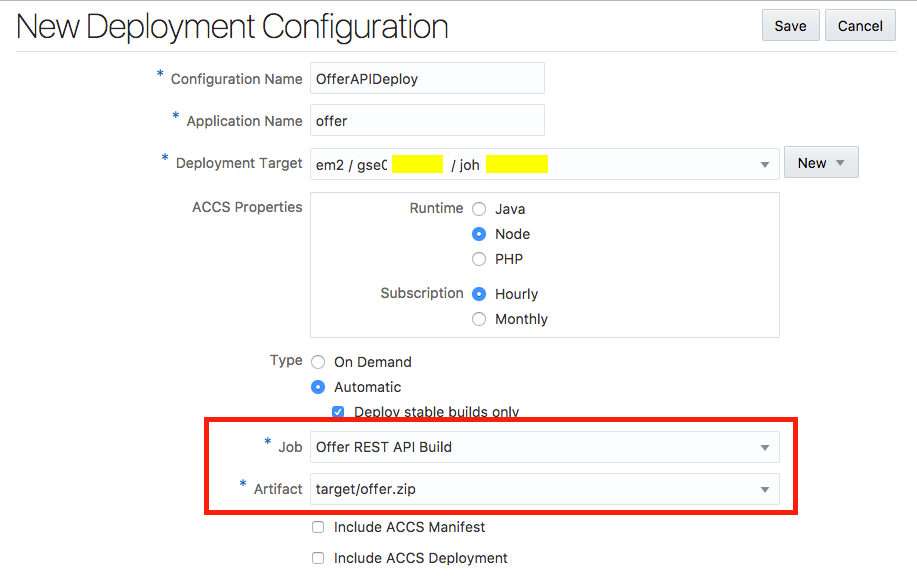 New Deployment Configuration Save Cancel
* Configuration Name OfferAPIDeploy
* Application Name offer
* Deployment Target em2 / gse0 / joh New
ACCS Properties Runtime Java
Node
PHP
Subscription Hourly
Monthly
Type On Demand
Automatic
Deploy stable builds only
* Job Offer REST API Build
* Artifact target/offer.zip
Include ACCS Manifest
Include ACCS Deployment